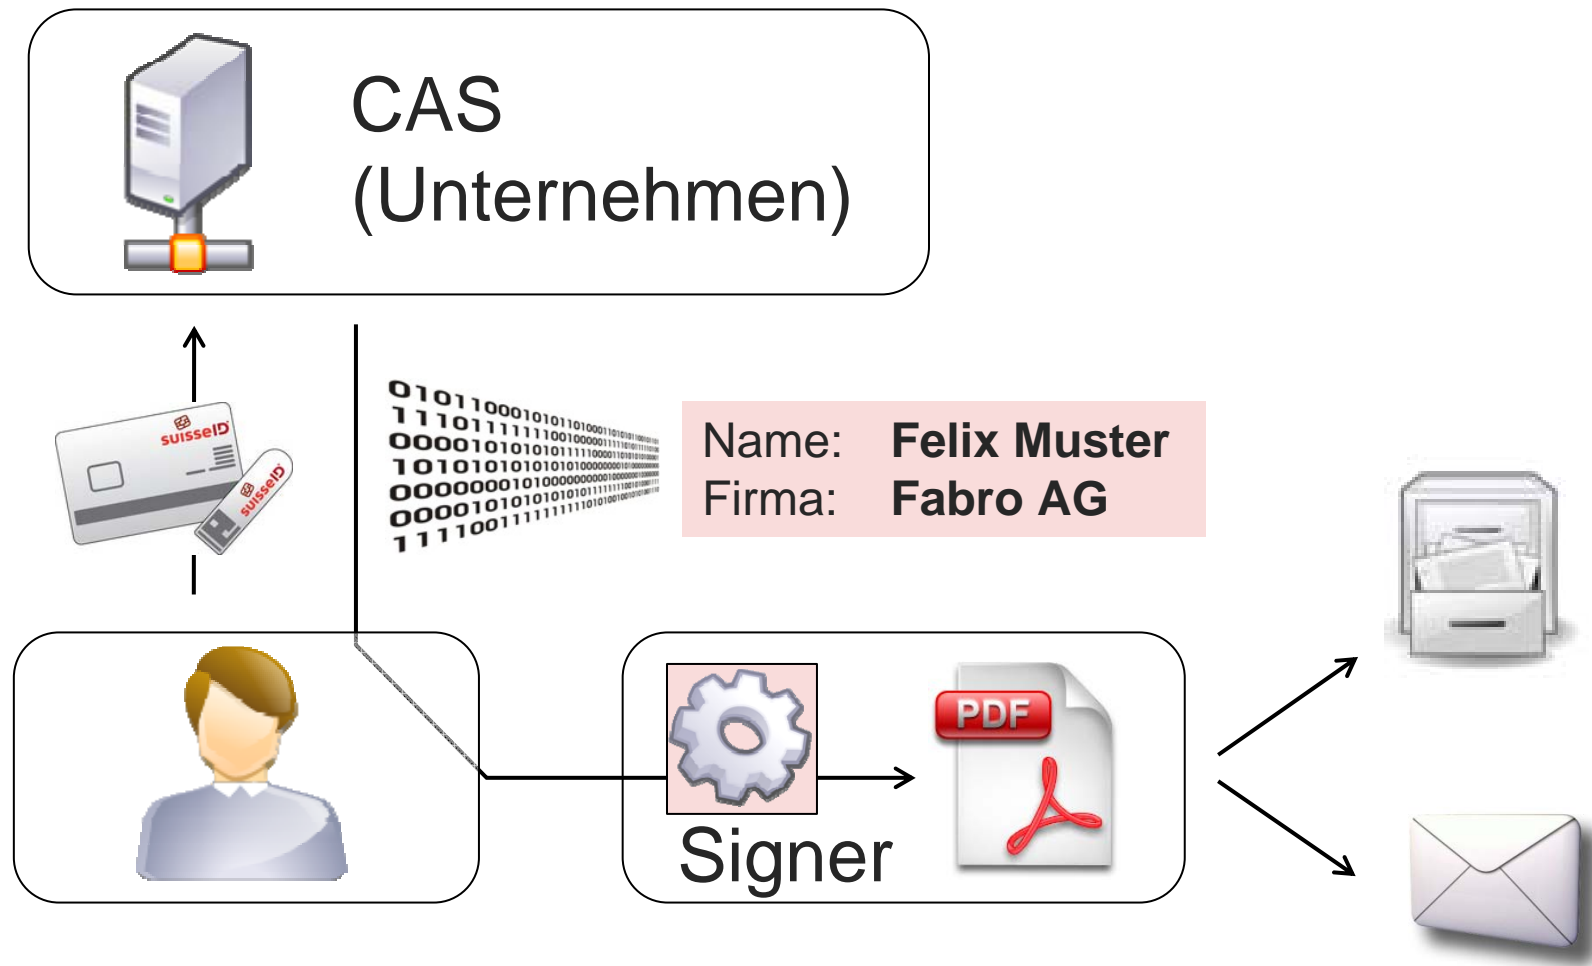 CAS
(Unternehmen)
suisseID
suisseID
Name: Felix Muster
Firma: Fabro AG
PDF
Signer